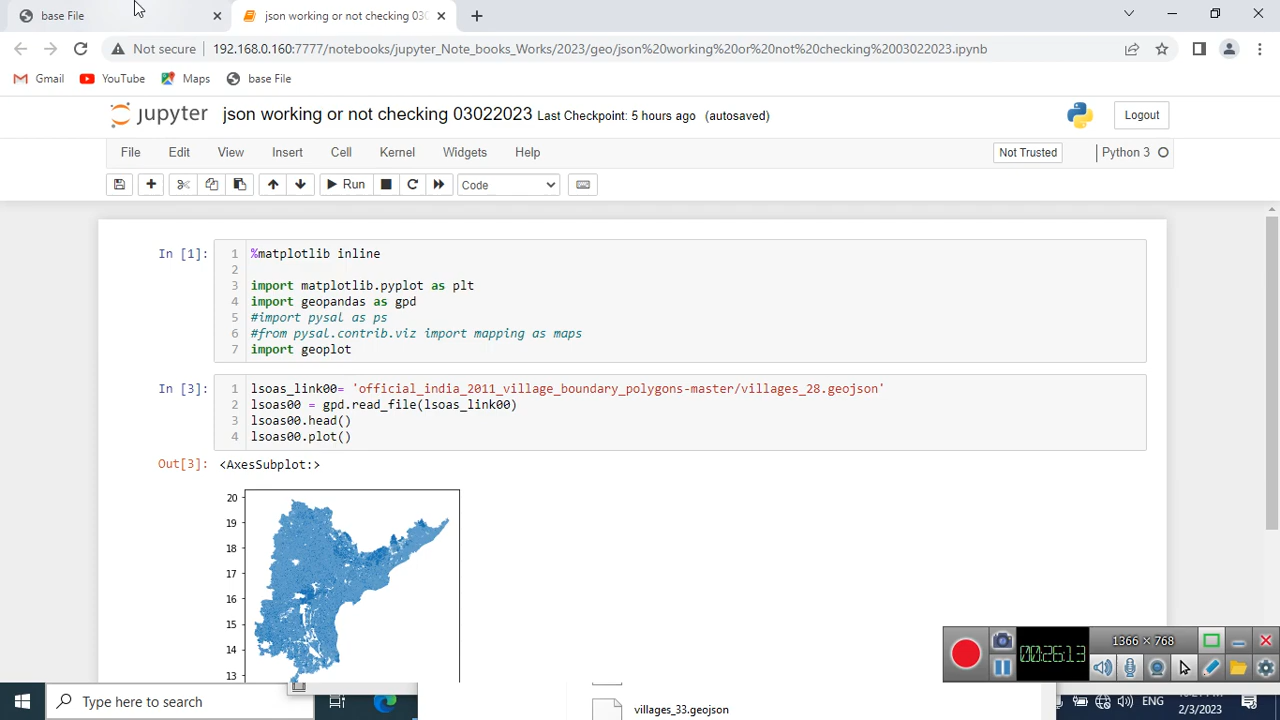 base File
json working or not checking 030
Not secure
192.168.0.160:7777/notebooks/jupyter_Note_books_Works/2023/geo/json%20working%20or%20not%20checking%2003022023.ipynb
Gmail YouTube Maps base File
jupyter json working or not checking 03022023 Last Checkpoint: 5 hours ago (autosaved) Logout
File Edit View Insert Cell Kernel Widgets Help Not Trusted Python 3
Run Code
In [1]:
1 %matplotlib inline
2
3 import matplotlib.pyplot as plt
4 import geopandas as gpd
5 #import pysal as ps
6 #from pysal.contrib.viz import mapping as maps
7 import geoplot
In [3]:
1 lsoas_link00= 'official_india_2011_village_boundary_polygons-master/villages_28.geojson'
2 lsoas00 = gpd.read_file(lsoas_link00)
3 lsoas00.head()
4 lsoas00.plot()
Out[3]: <AxesSubplot:>
20
19
18
17
16
15
14
13
1366 × 768
00:26:13
Type here to search
villages_33.geojson
ENG
2/3/2023